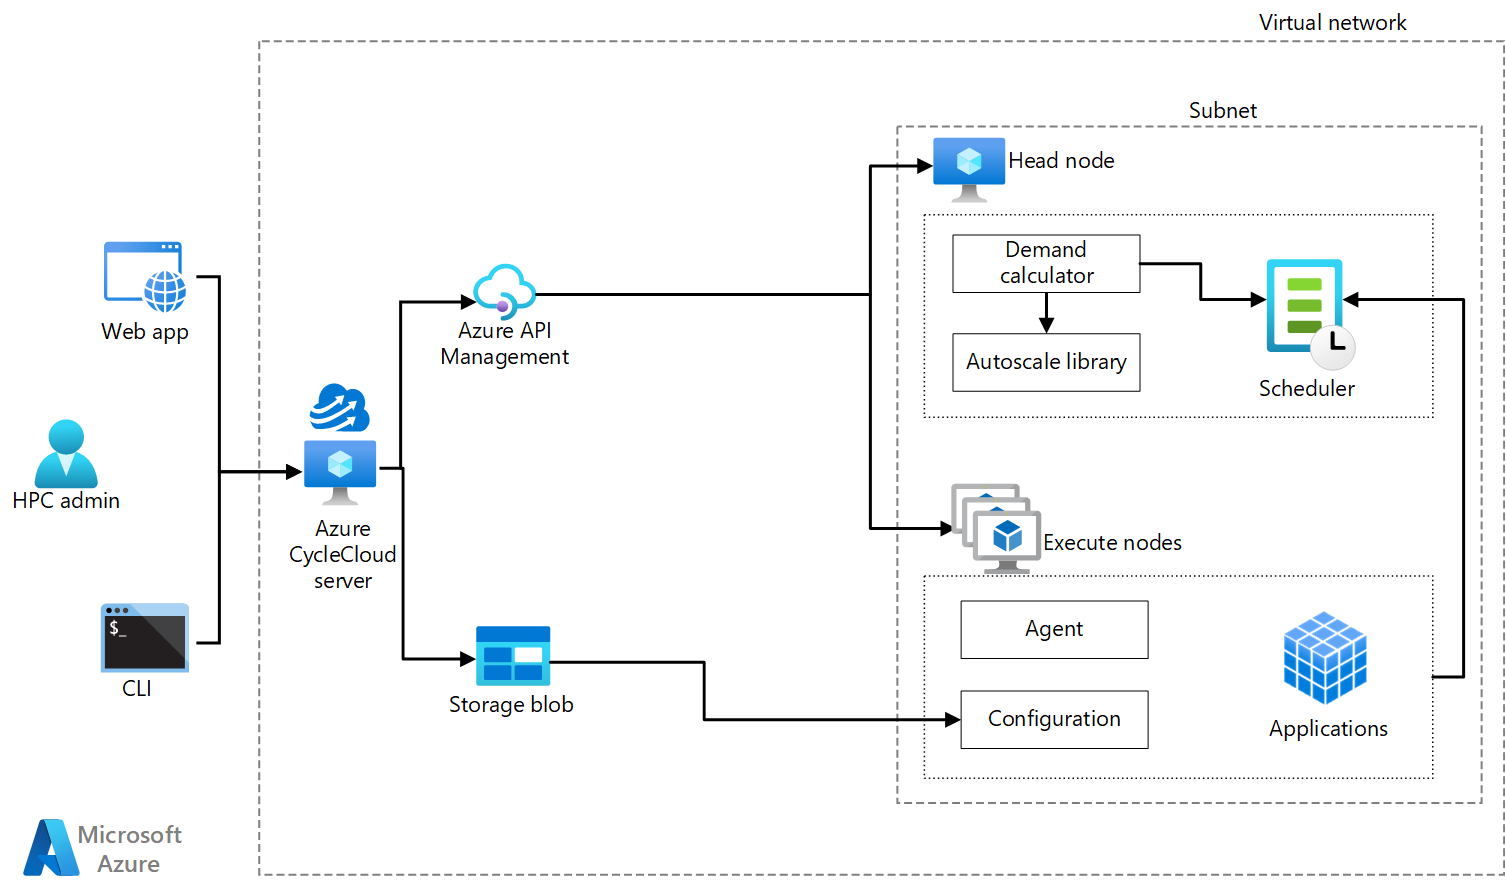 Virtual network
Subnet
Head node
Demand
calculator
Autoscale library
Scheduler
Web app
Azure API
Management
HPC admin
Azure
CycleCloud
server
Execute nodes
$_
CLI
Storage blob
Agent
Configuration
Applications
Microsoft
Azure